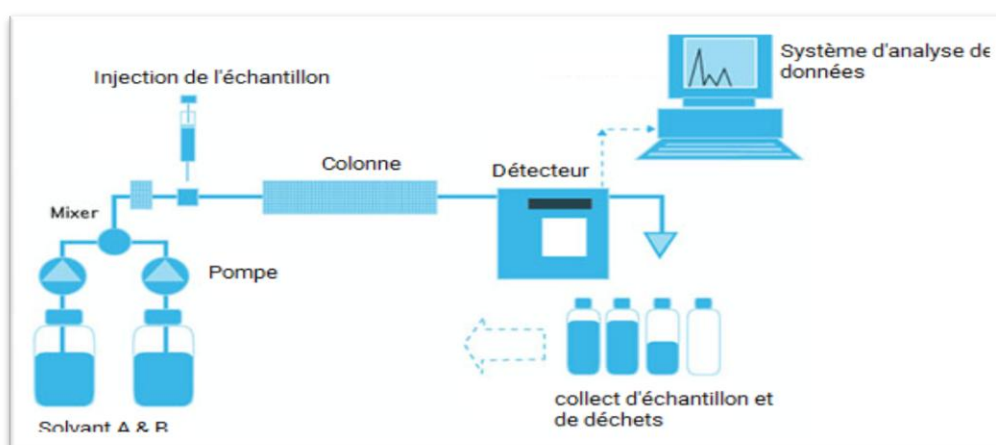 Injection de l'échantillon
Système d'analyse de
données
Colonne
Détecteur
Mixer
Pompe
collect d'échantillon et
de déchets
Solvant A & B